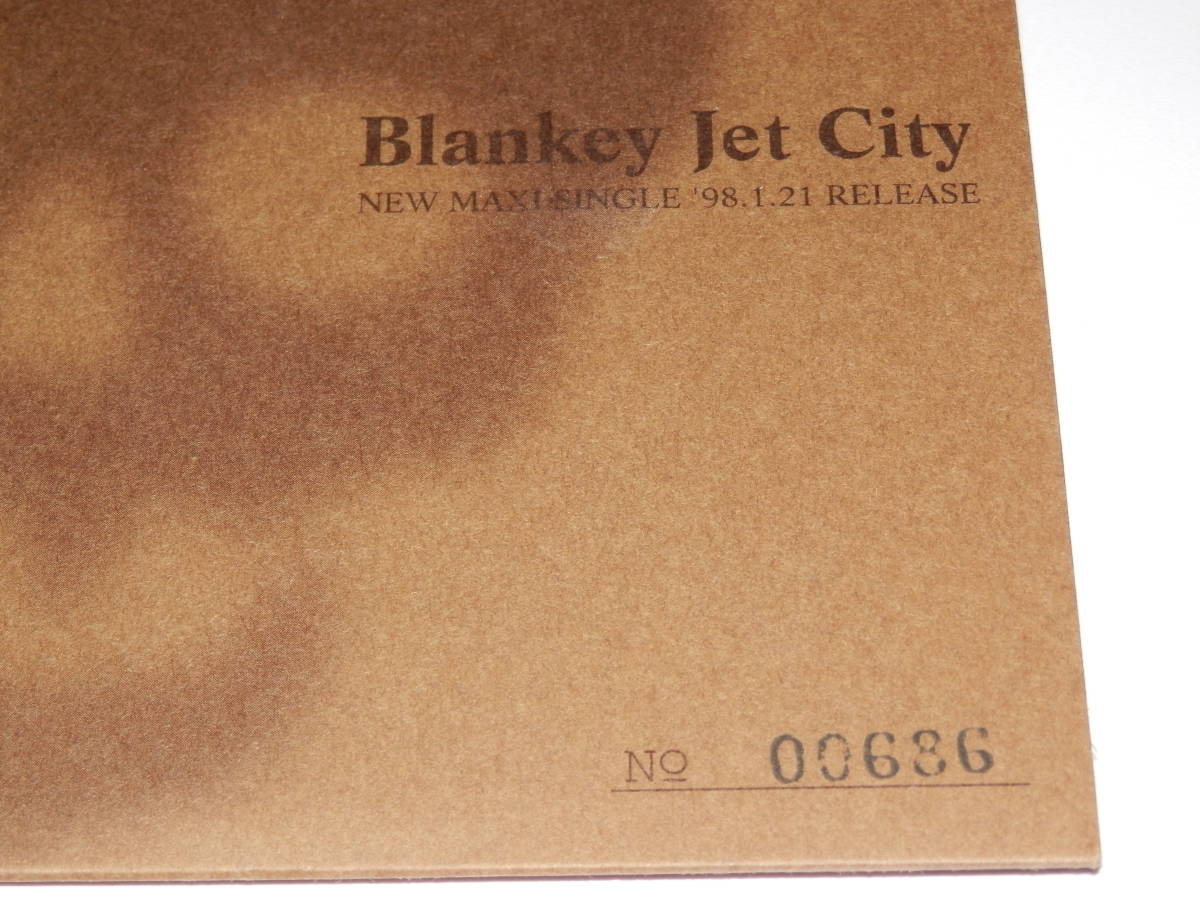 Blankey Jet City
NEW MAXI-SINGLE '98.1.21 RELEASE
Nº 00686